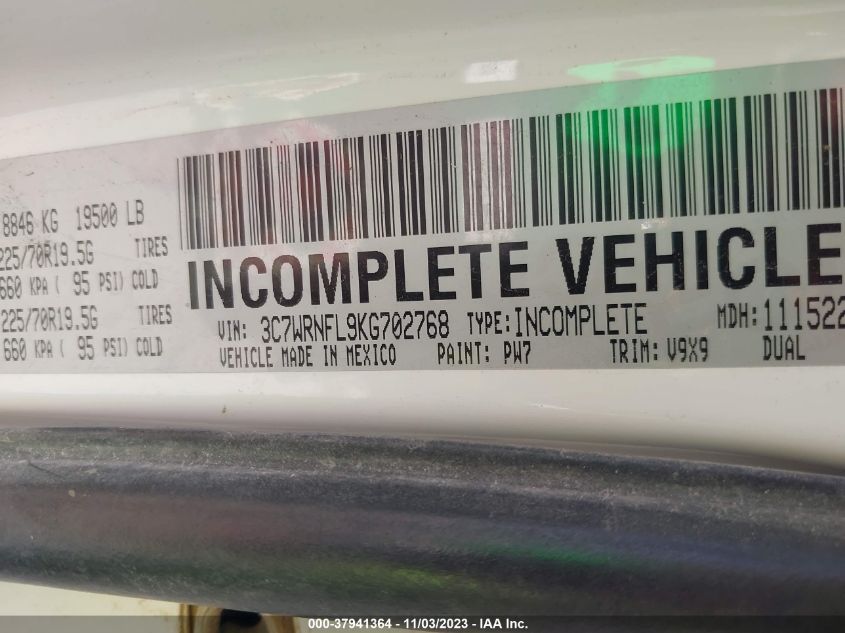 8846 KG 19500 LB
225/70R19.5G TIRES
660 KPA ( 95 PSI) COLD
225/70R19.5G TIRES
660 KPA ( 95 PSI) COLD
INCOMPLETE VEHICLE
VIN: 3C7WRNFL9KG702768 TYPE:INCOMPLETE MDH:111522
VEHICLE MADE IN MEXICO PAINT: PW7 TRIM: V9X9 DUAL
000-37941364 - 11/03/2023 - IAA Inc.